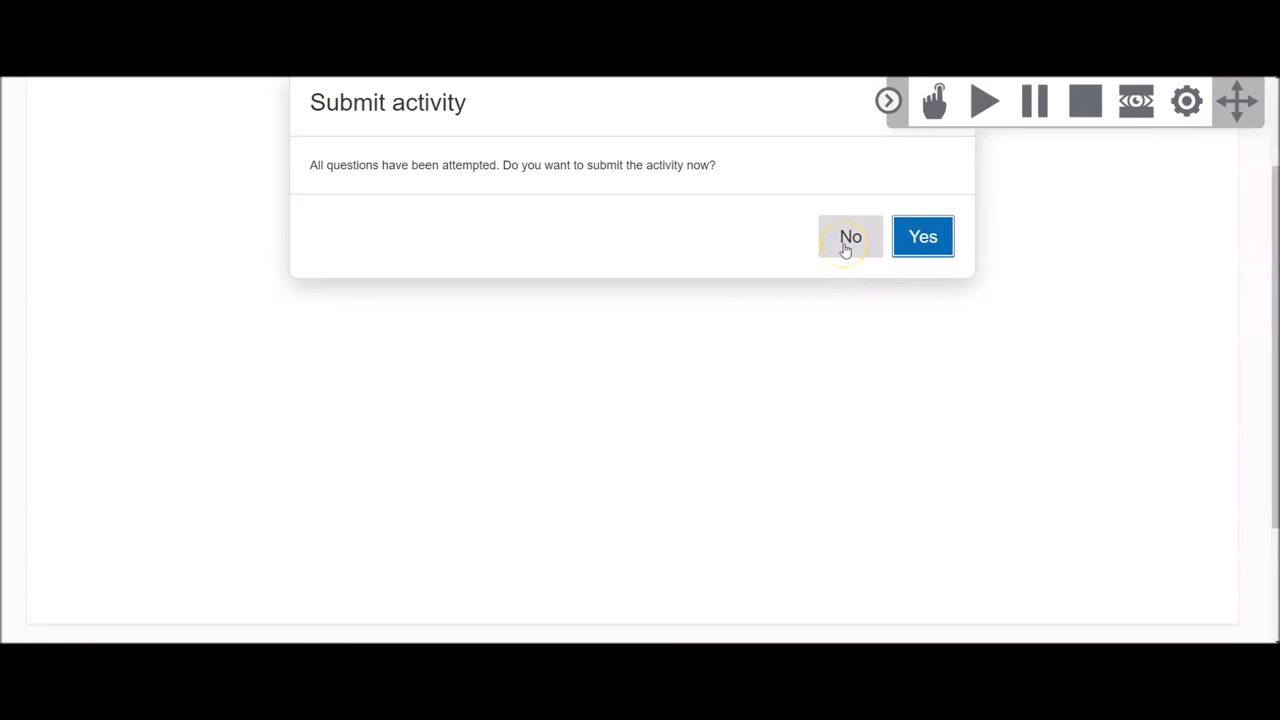 Submit activity
All questions have been attempted. Do you want to submit the activity now?
No Yes